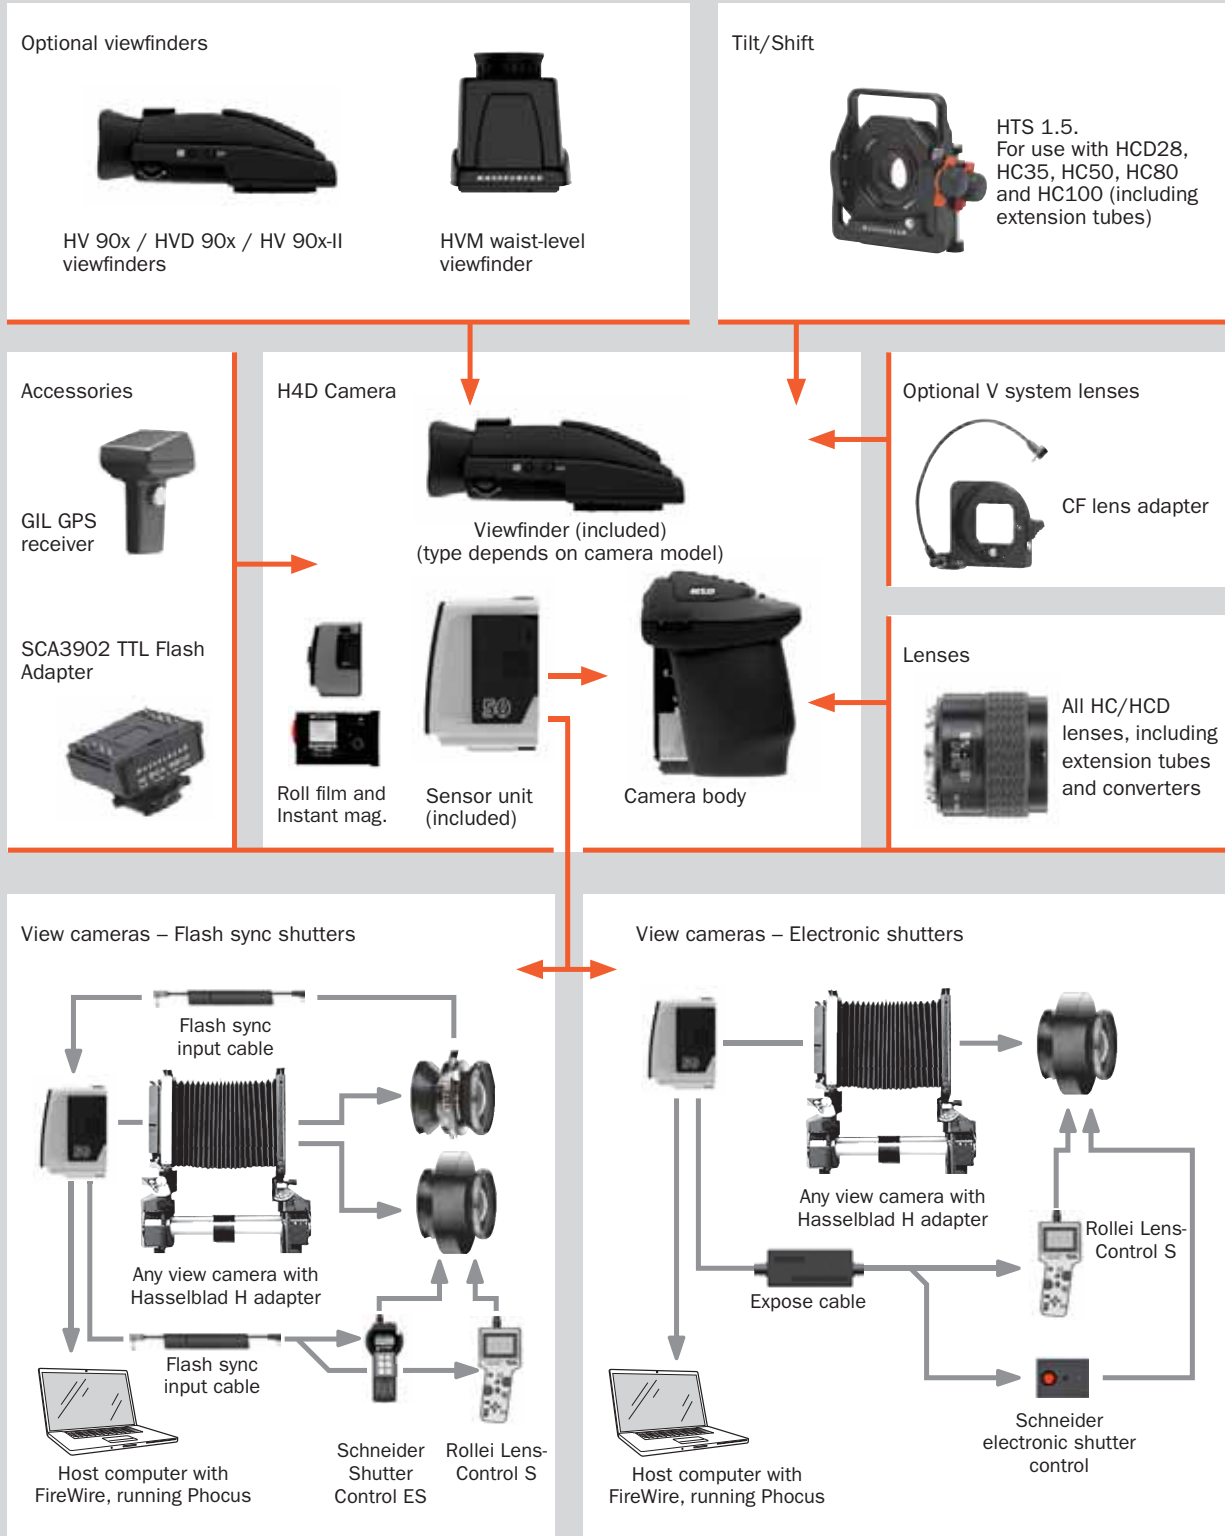 Optional viewfinders
HV 90x / HVD 90x / HV 90x-II
viewfinders
HVM waist-level
viewfinder
Tilt/Shift
HTS 1.5.
For use with HCD28,
HC35, HC50, HC80
and HC100 (including
extension tubes)
Accessories
GIL GPS
receiver
SCA3902 TTL Flash
Adapter
H4D Camera
Viewfinder (included)
(type depends on camera model)
50
Roll film and
Instant mag.
Sensor unit
(included)
Camera body
Optional V system lenses
CF lens adapter
Lenses
All HC/HCD
lenses, including
extension tubes
and converters
View cameras – Flash sync shutters
Flash sync
input cable
Any view camera with
Hasselblad H adapter
Flash sync
input cable
Host computer with
FireWire, running Phocus
Schneider
Shutter
Control ES
Rollei Lens-
Control S
View cameras – Electronic shutters
Any view camera with
Hasselblad H adapter
Rollei Lens-
Control S
Expose cable
Schneider
electronic shutter
control
Host computer with
FireWire, running Phocus